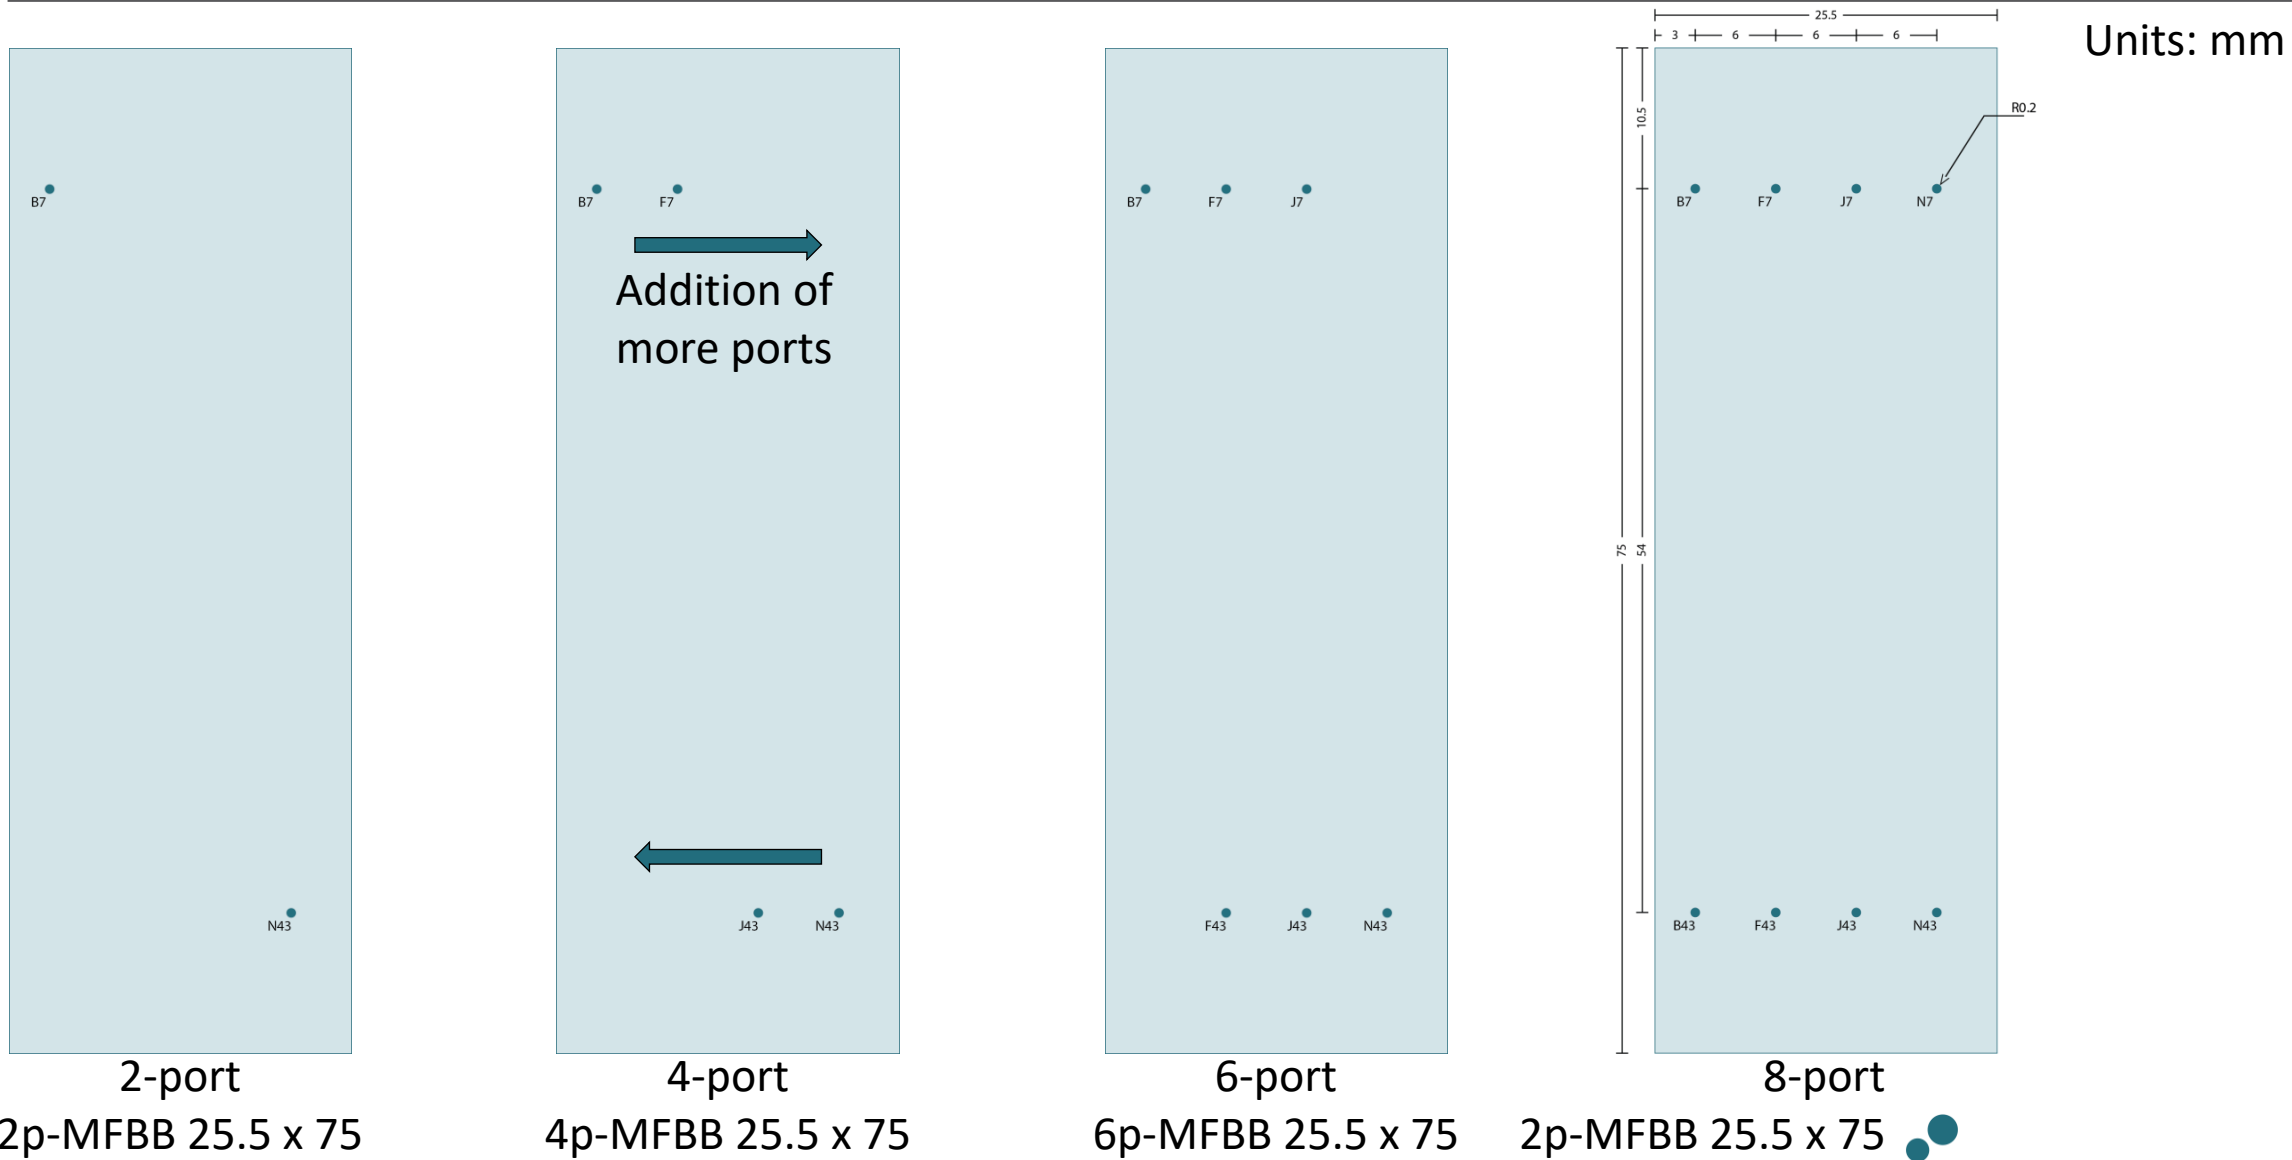 25.5
3 6 6 6
Units: mm
10.5
R0.2
B7
B7 F7
B7 F7 J7
B7 F7 J7 N7
Addition of
more ports
75
54
N43
J43 N43
F43 J43 N43
B43 F43 J43 N43
2-port
2p-MFBB 25.5 x 75
4-port
4p-MFBB 25.5 x 75
6-port
6p-MFBB 25.5 x 75
8-port
2p-MFBB 25.5 x 75